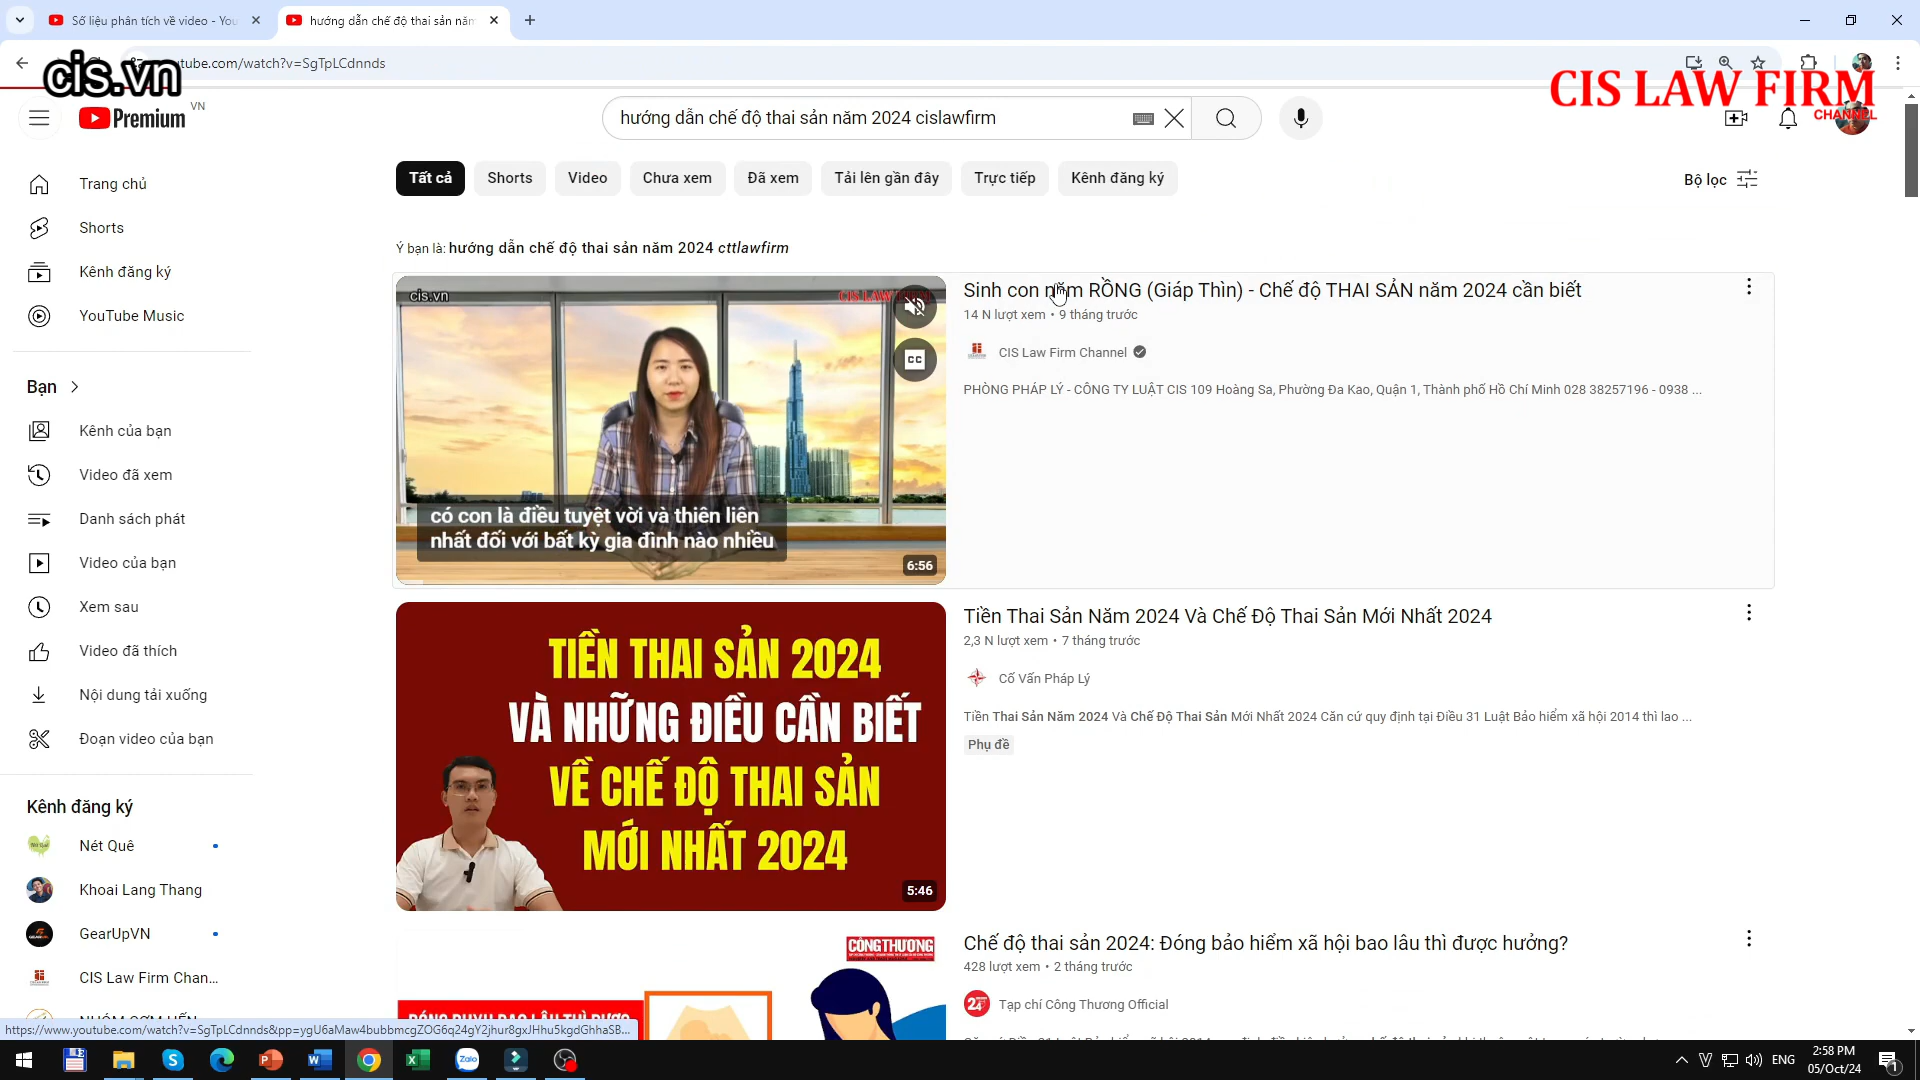 Số liệu phân tích về video - You
hướng dẫn chế độ thai sản năm
cis.vn
tube.com/watch?v=SgTpLCdnnds
CIS LAW FIRM
CHANNEL
Premium
VN
hướng dẫn chế độ thai sản năm 2024 cislawfirm
Tất cả
Shorts
Video
Chưa xem
Đã xem
Tải lên gần đây
Trực tiếp
Kênh đăng ký
Bộ lọc
Trang chủ
Shorts
Kênh đăng ký
YouTube Music
Bạn
Kênh của bạn
Video đã xem
Danh sách phát
Video của bạn
Xem sau
Video đã thích
Nội dung tải xuống
Đoạn video của bạn
Kênh đăng ký
Nét Quê
Khoai Lang Thang
GearUpVN
CIS Law Firm Chan...
Ý bạn là: hướng dẫn chế độ thai sản năm 2024 cttlawfirm
cis.vn
CIS LAW
CC
có con là điều tuyệt vời và thiên liên
nhất đối với bất kỳ gia đình nào nhiều
6:56
Sinh con năm RỒNG (Giáp Thìn) - Chế độ THAI SẢN năm 2024 cần biết
14 N lượt xem • 9 tháng trước
CIS Law Firm Channel
PHÒNG PHÁP LÝ - CÔNG TY LUẬT CIS 109 Hoàng Sa, Phường Đa Kao, Quận 1, Thành phố Hồ Chí Minh 028 38257196 - 0938 ...
TIỀN THAI SẢN 2024
VÀ NHỮNG ĐIỀU CẦN BIẾT
VỀ CHẾ ĐỘ THAI SẢN
MỚI NHẤT 2024
5:46
Tiền Thai Sản Năm 2024 Và Chế Độ Thai Sản Mới Nhất 2024
2,3 N lượt xem • 7 tháng trước
Cố Vấn Pháp Lý
Tiền Thai Sản Năm 2024 Và Chế Độ Thai Sản Mới Nhất 2024 Căn cứ quy định tại Điều 31 Luật Bảo hiểm xã hội 2014 thì lao ...
Phụ đề
CÔNG THƯƠNG
Chế độ thai sản 2024: Đóng bảo hiểm xã hội bao lâu thì được hưởng?
428 lượt xem • 2 tháng trước
Tạp chí Công Thương Official
ENG
2:58 PM
05/Oct/24
1
Zalo